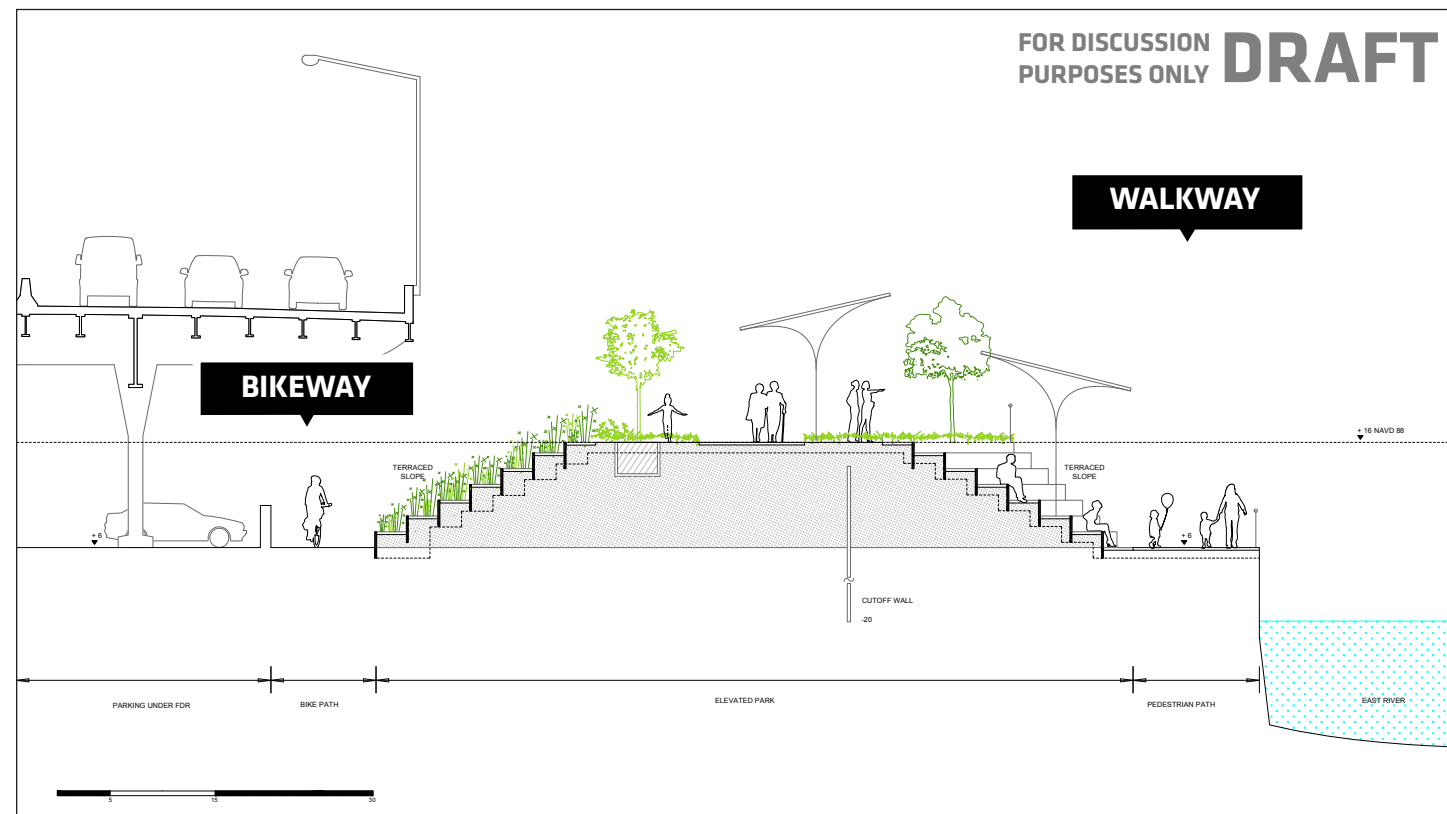 FOR DISCUSSION
PURPOSES ONLY
DRAFT
WALKWAY
BIKEWAY
+ 16 NAVD 88
TERRACED
SLOPE
TERRACED
SLOPE
+ 6
+ 6
CUTOFF WALL
-20
PARKING UNDER FDR
BIKE PATH
ELEVATED PARK
PEDESTRIAN PATH
EAST RIVER
5
15
30